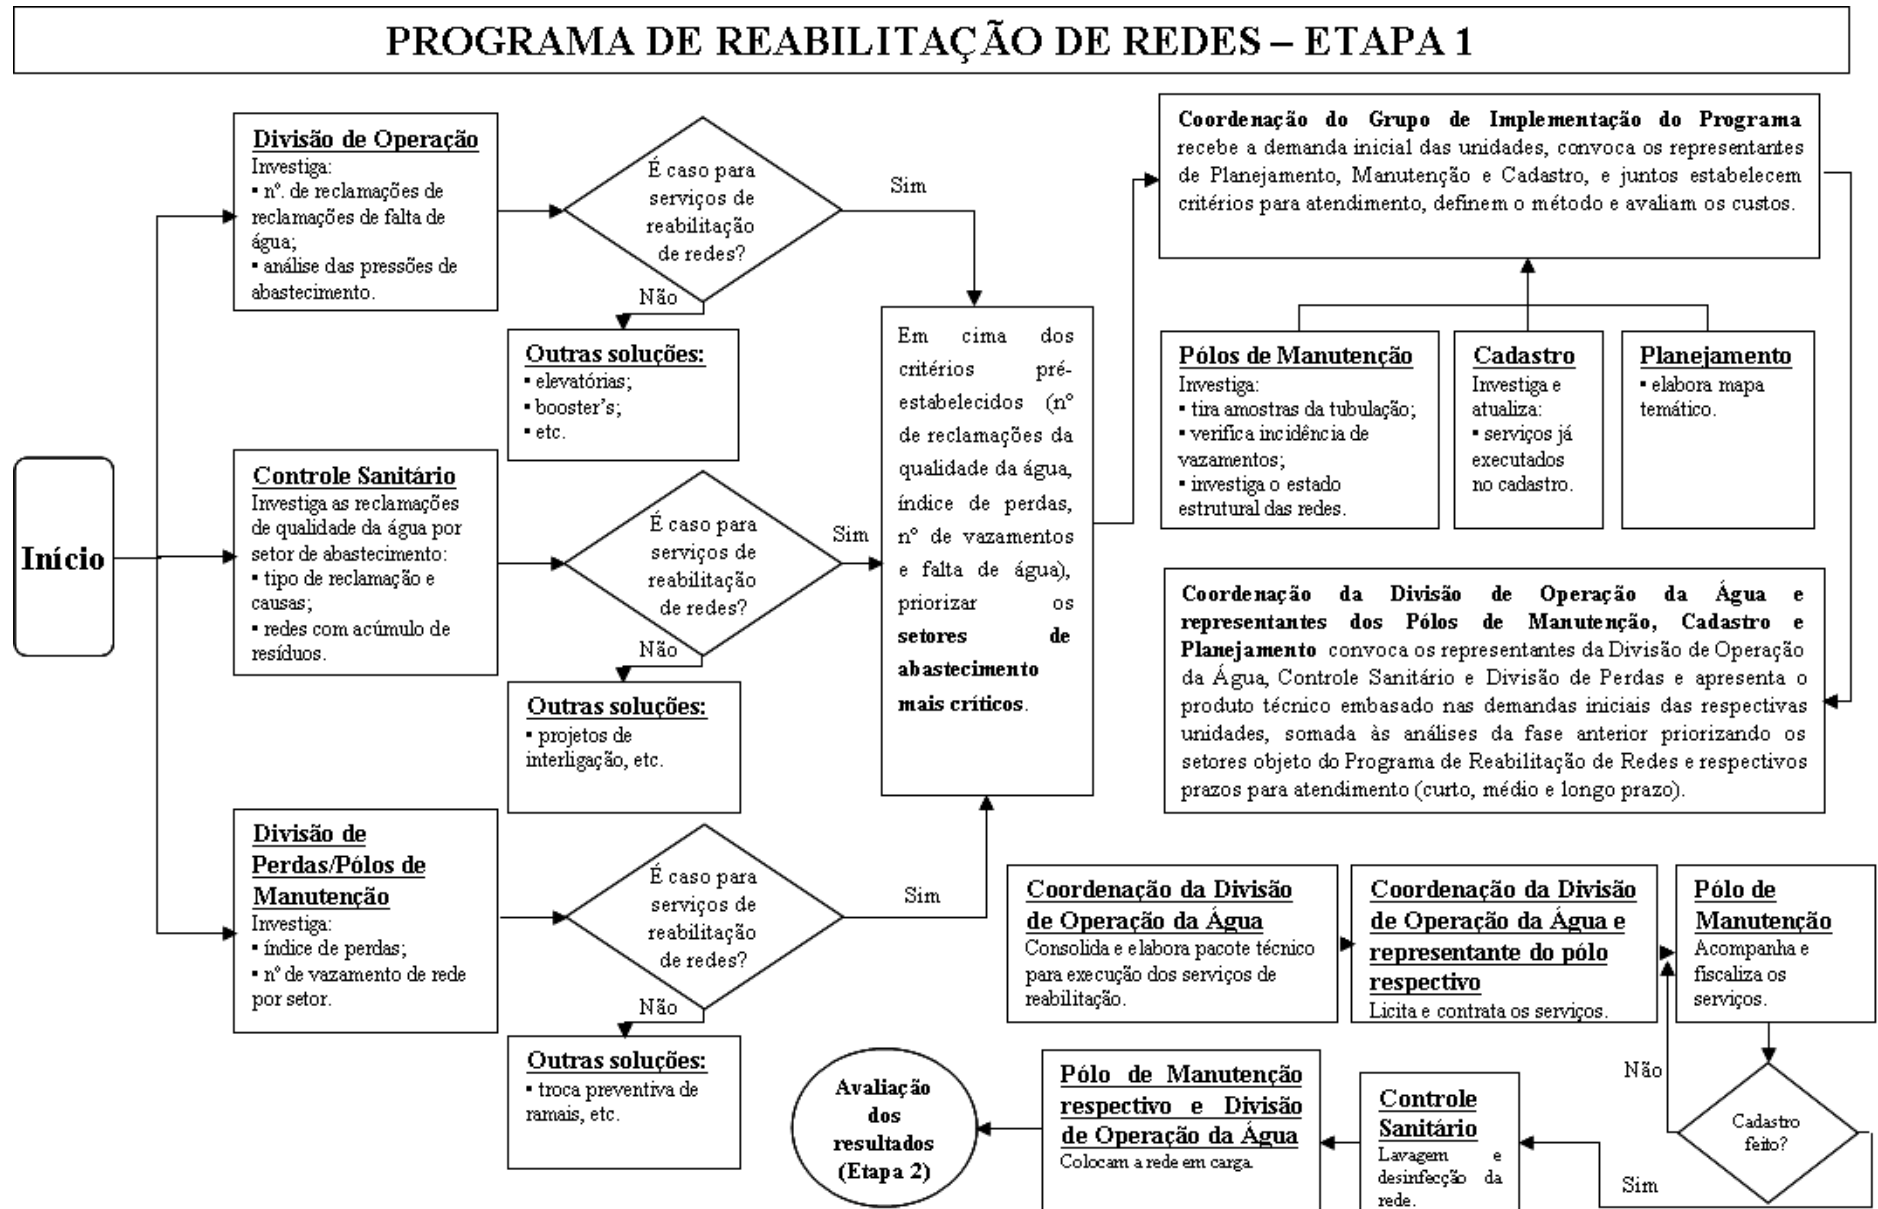 PROGRAMA DE REABILITAÇÃO DE REDES – ETAPA 1
Início
Divisão de Operação
Investiga:
▪ nº. de reclamações de
reclamações de falta de
água;
▪ análise das pressões de
abastecimento.
É caso para
serviços de
reabilitação
de redes?
Sim
Não
Outras soluções:
▪ elevatórias;
▪ booster’s;
▪ etc.
Controle Sanitário
Investiga as reclamações
de qualidade da água por
setor de abastecimento:
▪ tipo de reclamação e
causas;
▪ redes com acúmulo de
resíduos.
É caso para
serviços de
reabilitação
de redes?
Sim
Não
Outras soluções:
▪ projetos de
interligação, etc.
Divisão de
Perdas/Pólos de
Manutenção
Investiga:
▪ índice de perdas;
▪ nº de vazamento de rede
por setor.
É caso para
serviços de
reabilitação
de redes?
Sim
Não
Outras soluções:
▪ troca preventiva de
ramais, etc.
Em cima dos
critérios pré-
estabelecidos (nº
de reclamações da
qualidade da água,
índice de perdas,
nº de vazamentos
e falta de água),
priorizar os
setores de
abastecimento
mais críticos.
Coordenação do Grupo de Implementação do Programa
recebe a demanda inicial das unidades, convoca os representantes
de Planejamento, Manutenção e Cadastro, e juntos estabelecem
critérios para atendimento, definem o método e avaliam os custos.
Pólos de Manutenção
Investiga:
▪ tira amostras da tubulação;
▪ verifica incidência de
vazamentos;
▪ investiga o estado
estrutural das redes.
Cadastro
Investiga e
atualiza:
▪ serviços já
executados
no cadastro.
Planejamento
▪ elabora mapa
temático.
Coordenação da Divisão de Operação da Água e
representantes dos Pólos de Manutenção, Cadastro e
Planejamento convoca os representantes da Divisão de Operação
da Água, Controle Sanitário e Divisão de Perdas e apresenta o
produto técnico embasado nas demandas iniciais das respectivas
unidades, somada às análises da fase anterior priorizando os
setores objeto do Programa de Reabilitação de Redes e respectivos
prazos para atendimento (curto, médio e longo prazo).
Coordenação da Divisão
de Operação da Água
Consolida e elabora pacote técnico
para execução dos serviços de
reabilitação.
Coordenação da Divisão
de Operação da Água e
representante do pólo
respectivo
Licita e contrata os serviços.
Pólo de
Manutenção
Acompanha e
fiscaliza os
serviços.
Não
Cadastro
feito?
Sim
Controle
Sanitário
Lavagem e
desinfecção da
rede.
Pólo de Manutenção
respectivo e Divisão
de Operação da Água
Colocam a rede em carga.
Avaliação
dos
resultados
(Etapa 2)